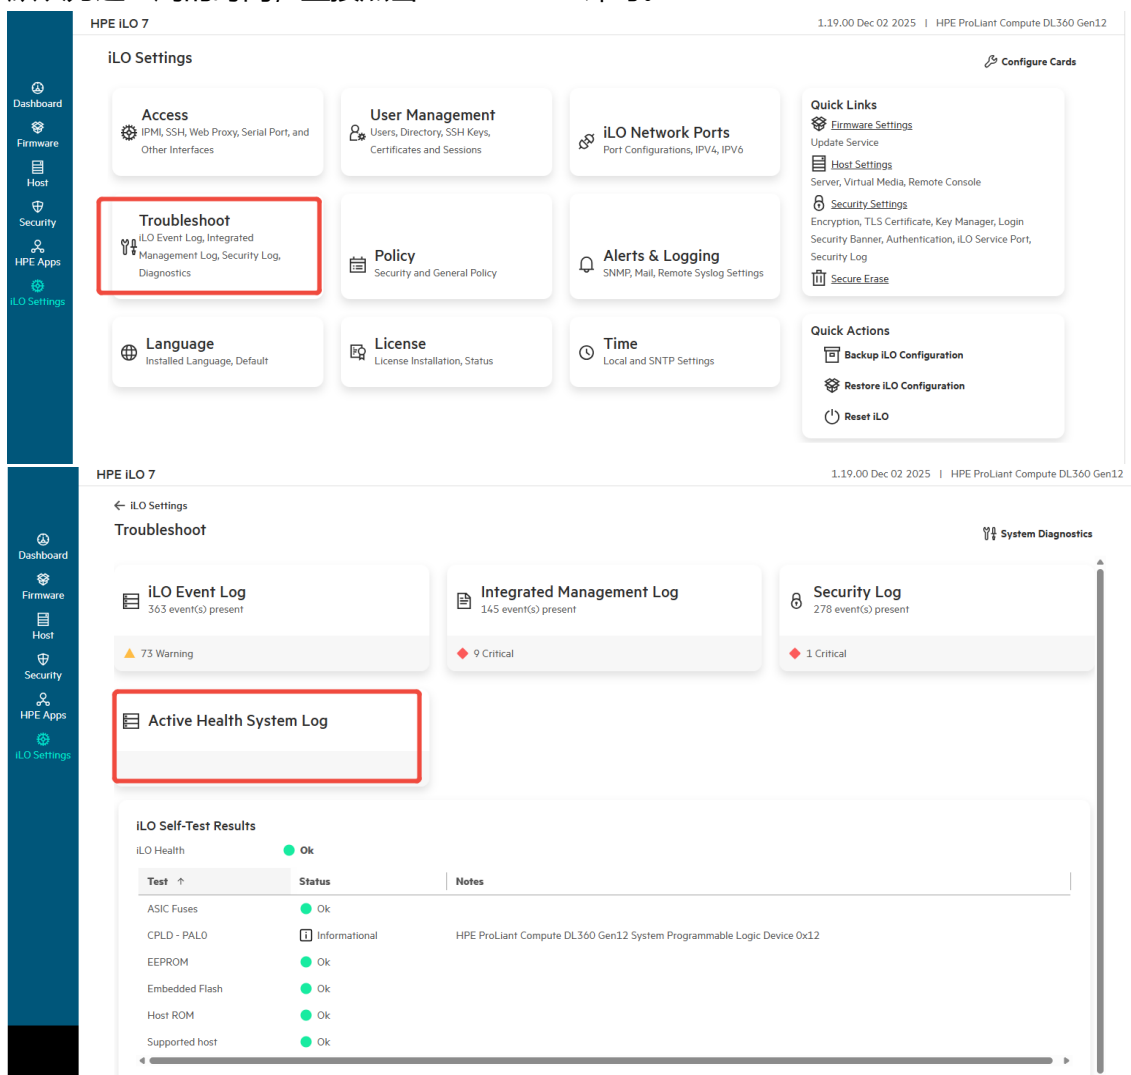 HPE iLO 7
1.19.00 Dec 02 2025 | HPE ProLiant Compute DL360 Gen12
iLO Settings
Configure Cards
Dashboard
Firmware
Host
Security
HPE Apps
iLO Settings
Access
IPMI, SSH, Web Proxy, Serial Port, and
Other Interfaces
User Management
Users, Directory, SSH Keys,
Certificates and Sessions
iLO Network Ports
Port Configurations, IPV4, IPV6
Troubleshoot
iLO Event Log, Integrated
Management Log, Security Log,
Diagnostics
Policy
Security and General Policy
Alerts & Logging
SNMP, Mail, Remote Syslog Settings
Language
Installed Language, Default
License
License Installation, Status
Time
Local and SNTP Settings
Quick Links
Firmware Settings
Update Service
Host Settings
Server, Virtual Media, Remote Console
Security Settings
Encryption, TLS Certificate, Key Manager, Login
Security Banner, Authentication, iLO Service Port,
Security Log
Secure Erase
Quick Actions
Backup iLO Configuration
Restore iLO Configuration
Reset iLO
HPE iLO 7
1.19.00 Dec 02 2025 | HPE ProLiant Compute DL360 Gen12
← iLO Settings
Troubleshoot
System Diagnostics
Dashboard
Firmware
Host
Security
HPE Apps
iLO Settings
iLO Event Log
363 event(s) present
73 Warning
Integrated Management Log
145 event(s) present
9 Critical
Security Log
278 event(s) present
1 Critical
Active Health System Log
iLO Self-Test Results
iLO Health Ok
Test ↑ Status Notes
ASIC Fuses Ok
CPLD - PAL0 Informational HPE ProLiant Compute DL360 Gen12 System Programmable Logic Device 0x12
EEPROM Ok
Embedded Flash Ok
Host ROM Ok
Supported host Ok